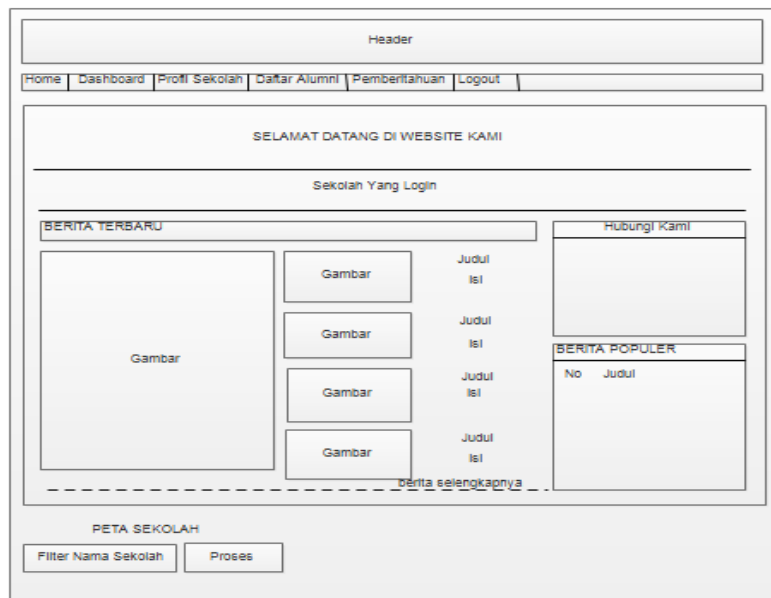 Header
Home Dashboard Profil Sekolah Daftar Alumni Pemberitahuan Logout
SELAMAT DATANG DI WEBSITE KAMI
Sekolah Yang Login
BERITA TERBARU
Gambar
Gambar
Judul
Isi
Gambar
Judul
Isi
Gambar
Judul
Isi
Gambar
Judul
Isi
berita selengkapnya
Hubungi Kami
BERITA POPULER
No Judul
PETA SEKOLAH
Filter Nama Sekolah Proses